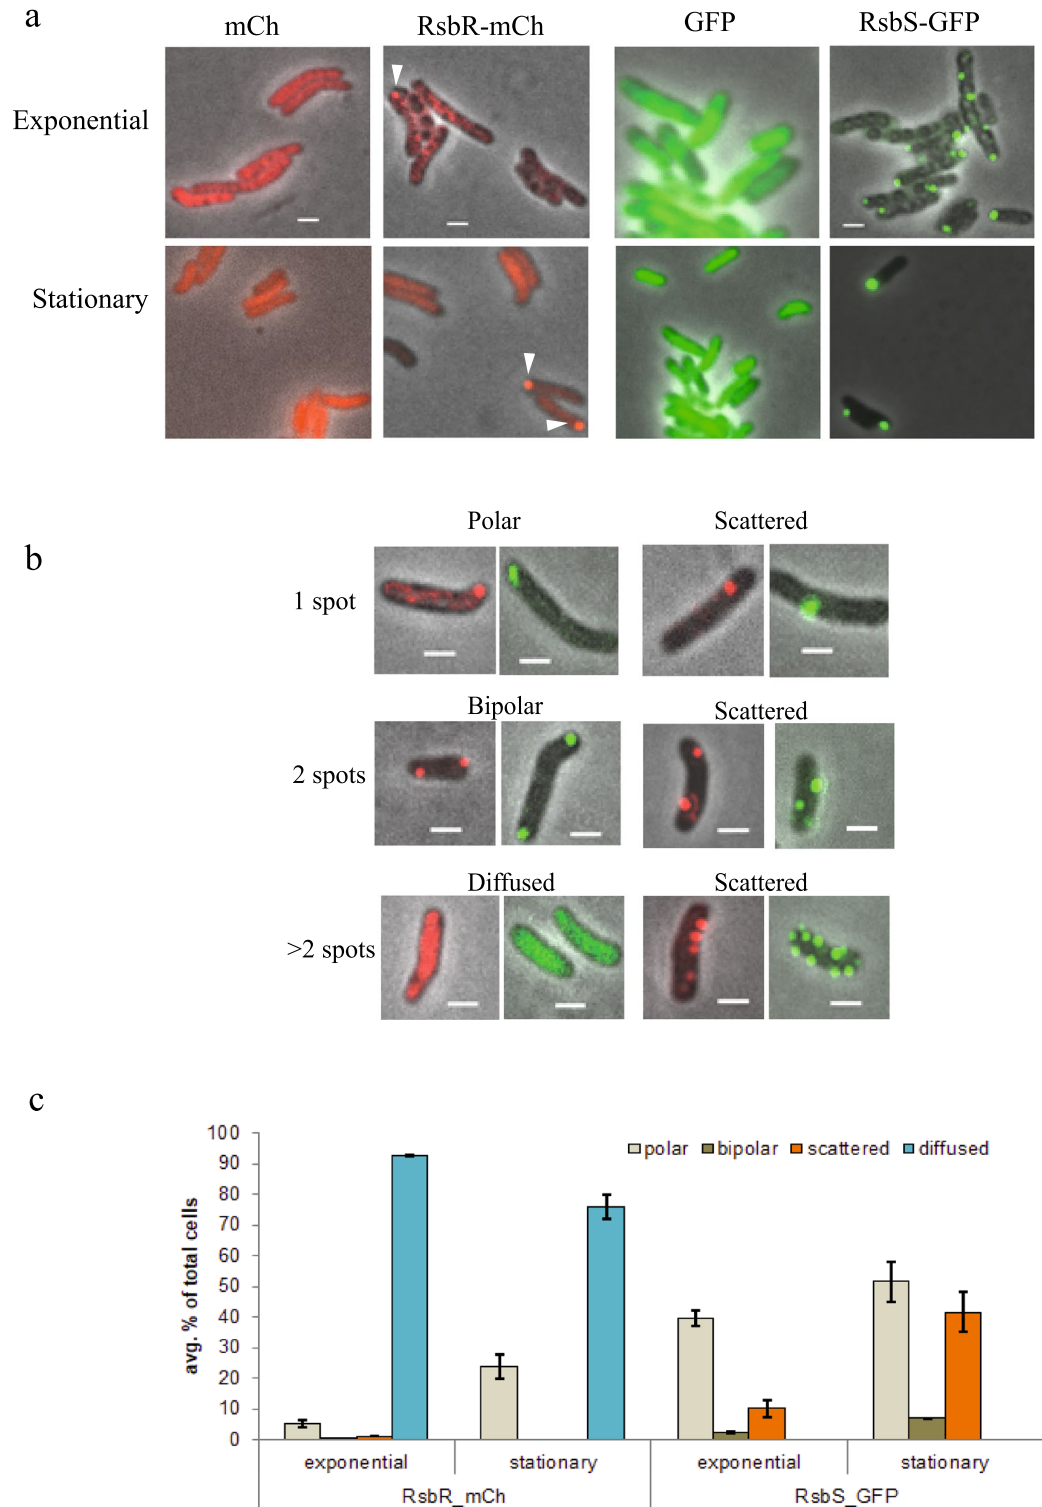 a
mCh RsbR-mCh GFP RsbS-GFP
Exponential
Stationary
b
Polar Scattered
1 spot
Bipolar Scattered
2 spots
Diffused Scattered
>2 spots
c
100
90
80
70
60
50
40
30
20
10
0
avg. % of total cells
polar bipolar scattered diffused
exponential stationary exponential stationary
RsbR_mCh RsbS_GFP